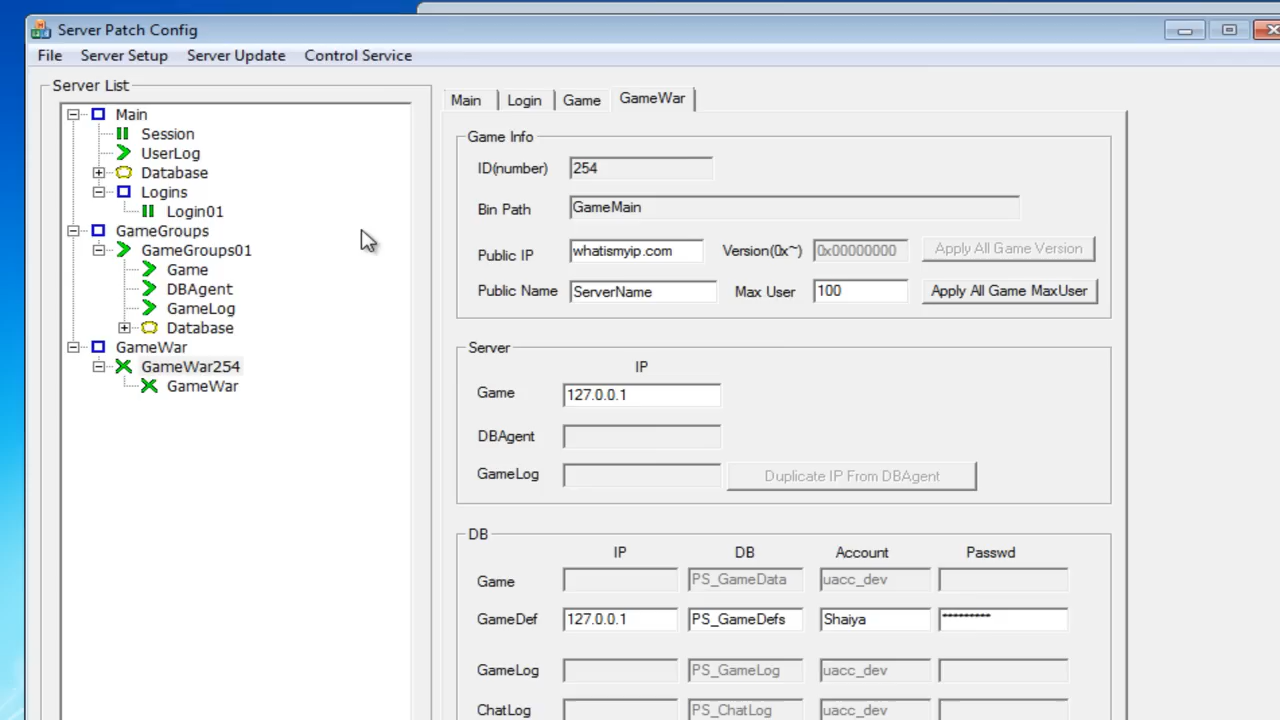 Server Patch Config
File Server Setup Server Update Control Service
Server List
Main
Session
UserLog
Database
Logins
Login01
GameGroups
GameGroups01
Game
DBAgent
GameLog
Database
GameWar
GameWar254
GameWar
Main Login Game GameWar
Game Info
ID(number) 254
Bin Path GameMain
Public IP whatismyip.com Version(0x~) 0x00000000 Apply All Game Version
Public Name ServerName Max User 100 Apply All Game MaxUser
Server
IP
Game 127.0.0.1
DBAgent
GameLog Duplicate IP From DBAgent
DB
IP DB Account Passwd
Game PS_GameData uacc_dev
GameDef 127.0.0.1 PS_GameDefs Shaiya *********
GameLog PS_GameLog uacc_dev
ChatLog PS_ChatLog uacc_dev